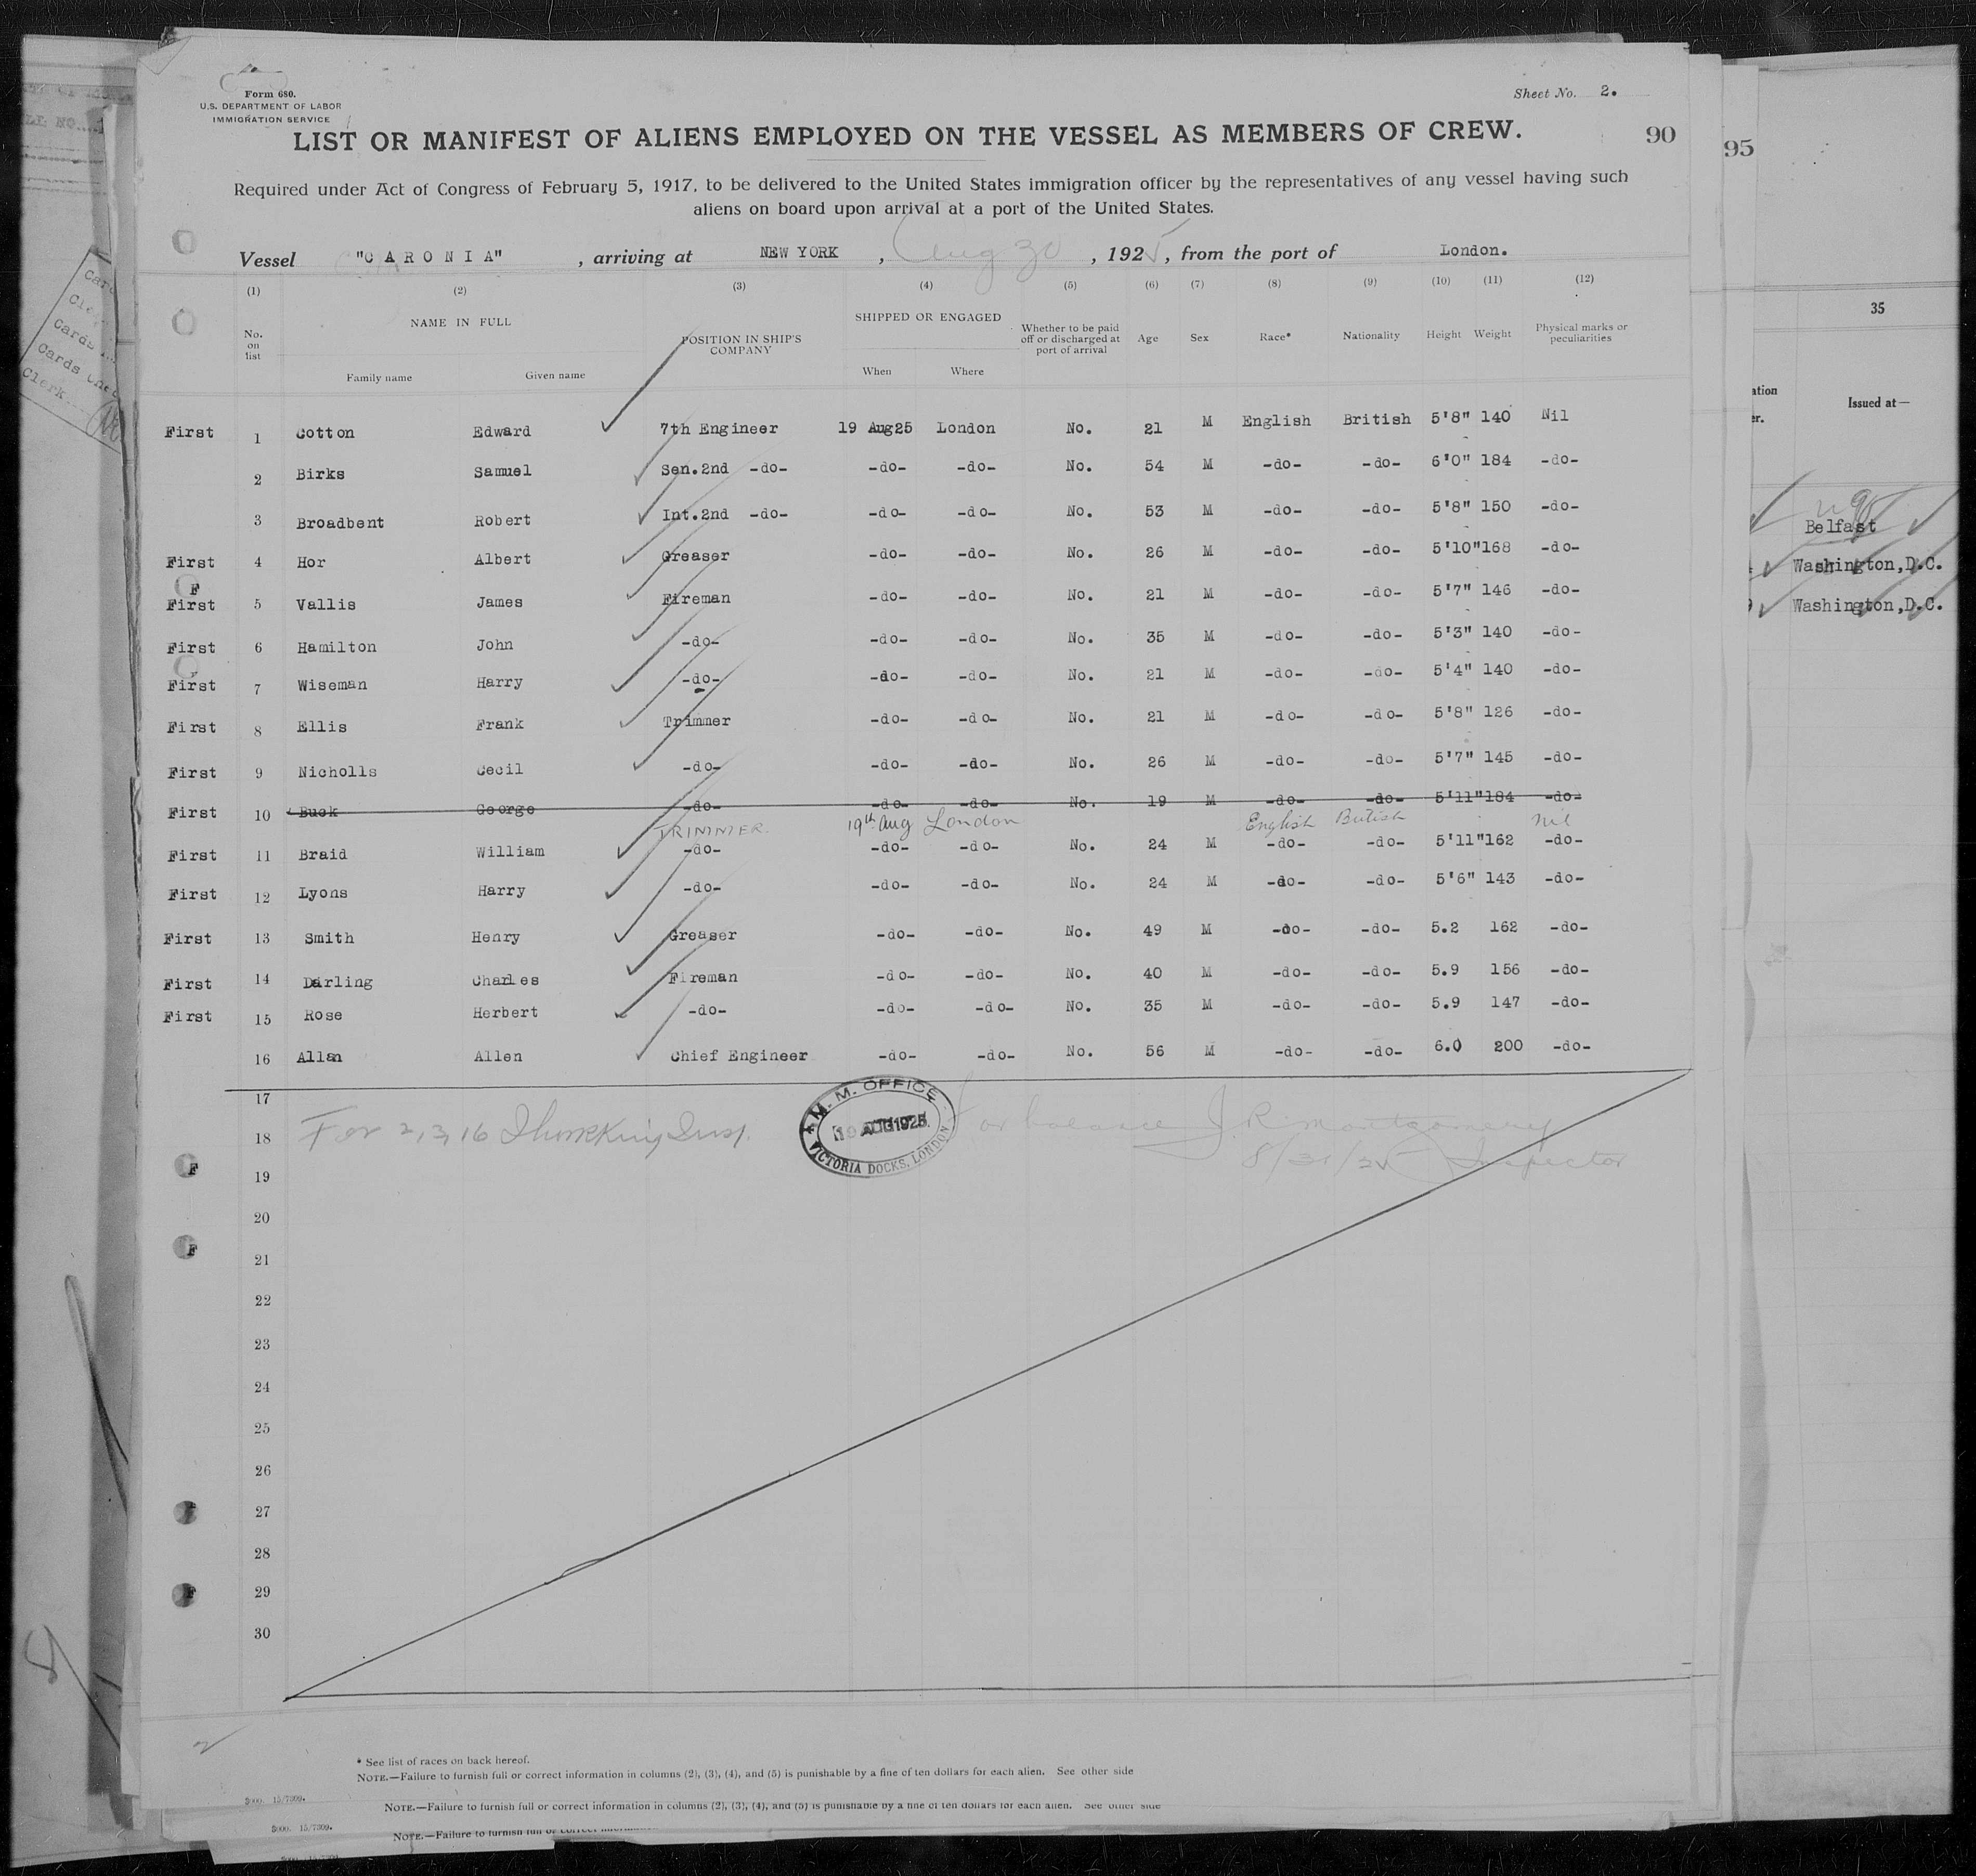 Form 680.
U.S. DEPARTMENT OF LABOR
IMMIGRATION SERVICE
Sheet No. 2.
LIST OR MANIFEST OF ALIENS EMPLOYED ON THE VESSEL AS MEMBERS OF CREW.
90
95
Required under Act of Congress of February 5, 1917, to be delivered to the United States immigration officer by the representatives of any vessel having such
aliens on board upon arrival at a port of the United States.
Vessel "CARONIA", arriving at NEW YORK, Aug 30, 1925, from the port of London.
(1) (2) (3) (4) (5) (6) (7) (8) (9) (10) (11) (12)
No. on list NAME IN FULL Family name Given name POSITION IN SHIP'S COMPANY SHIPPED OR ENGAGED When Where Whether to be paid off or discharged at port of arrival Age Sex Race* Nationality Height Weight Physical marks or peculiarities
First 1 Cotton Edward 7th Engineer 19 Aug25 London No. 21 M English British 5'8" 140 Nil
2 Birks Samuel Sen.2nd -do- -do- -do- No. 54 M -do- -do- 6'0" 184 -do-
3 Broadbent Robert Int.2nd -do- -do- -do- No. 53 M -do- -do- 5'8" 150 -do-
First 4 Hor Albert Greaser -do- -do- No. 26 M -do- -do- 5'10" 168 -do-
F
First 5 Vallis James Fireman -do- -do- No. 21 M -do- -do- 5'7" 146 -do-
First 6 Hamilton John -do- -do- -do- No. 35 M -do- -do- 5'3" 140 -do-
First 7 Wiseman Harry -do- -do- -do- No. 21 M -do- -do- 5'4" 140 -do-
First 8 Ellis Frank Trimmer -do- -do- No. 21 M -do- -do- 5'8" 126 -do-
First 9 Nicholls Cecil -do- -do- -do- No. 26 M -do- -do- 5'7" 145 -do-
First 10 Buck George -do- -do- -do- No. 19 M -do- -do- 5'11" 184 -do-
TRIMMER. 19th Aug London English British Nil
First 11 Braid William -do- -do- -do- No. 24 M -do- -do- 5'11" 162 -do-
First 12 Lyons Harry -do- -do- -do- No. 24 M -do- -do- 5'6" 143 -do-
First 13 Smith Henry Greaser -do- -do- No. 49 M -do- -do- 5.2 162 -do-
First 14 Darling Charles Fireman -do- -do- No. 40 M -do- -do- 5.9 156 -do-
First 15 Rose Herbert -do- -do- -do- No. 35 M -do- -do- 5.9 147 -do-
16 Allan Allen Chief Engineer -do- -do- No. 56 M -do- -do- 6.0 200 -do-
17
18 For 2, 3, 16 Insp. For balance J. R. Montgomery
8/31/25 Inspector
M. M. OFFICE
AUG 1925
VICTORIA DOCKS, LONDON
F
19
20
F
21
22
23
24
25
26
F
27
28
F
29
30
2
* See list of races on back hereof.
NOTE.—Failure to furnish full or correct information in columns (2), (3), (4), and (5) is punishable by a fine of ten dollars for each alien. See other side
NOTE.—Failure to furnish full or correct information in columns (2), (3), (4), and (5) is punishable by a fine of ten dollars for each alien. See other side
NOTE.—Failure to furnish full or correct
35
Issued at—
Belfast
Washington, D.C.
Washington, D.C.
Cards
Clerk